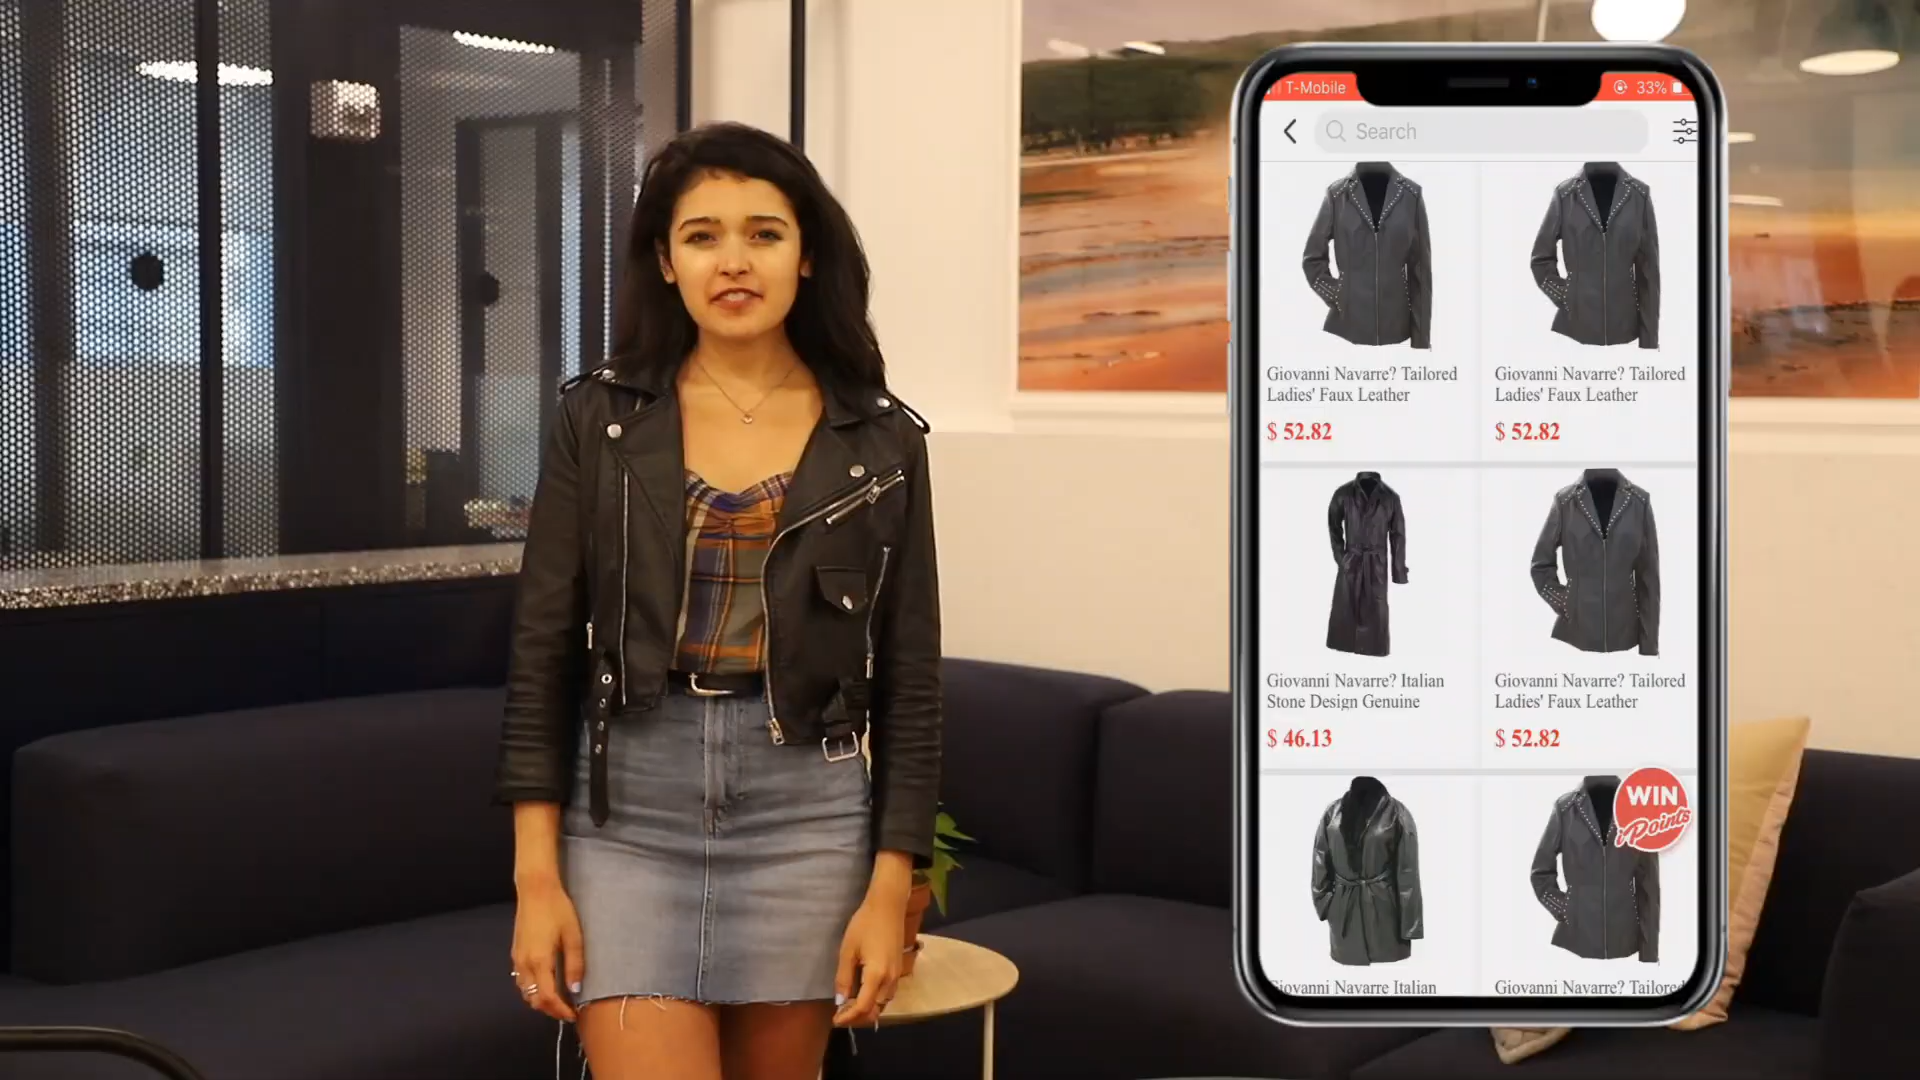 T-Mobile
33%
Search
Giovanni Navarre? Tailored
Ladies' Faux Leather
$ 52.82
Giovanni Navarre? Tailored
Ladies' Faux Leather
$ 52.82
Giovanni Navarre? Italian
Stone Design Genuine
$ 46.13
Giovanni Navarre? Tailored
Ladies' Faux Leather
$ 52.82
WIN
iPoints
Giovanni Navarre Italian
Giovanni Navarre? Tailored